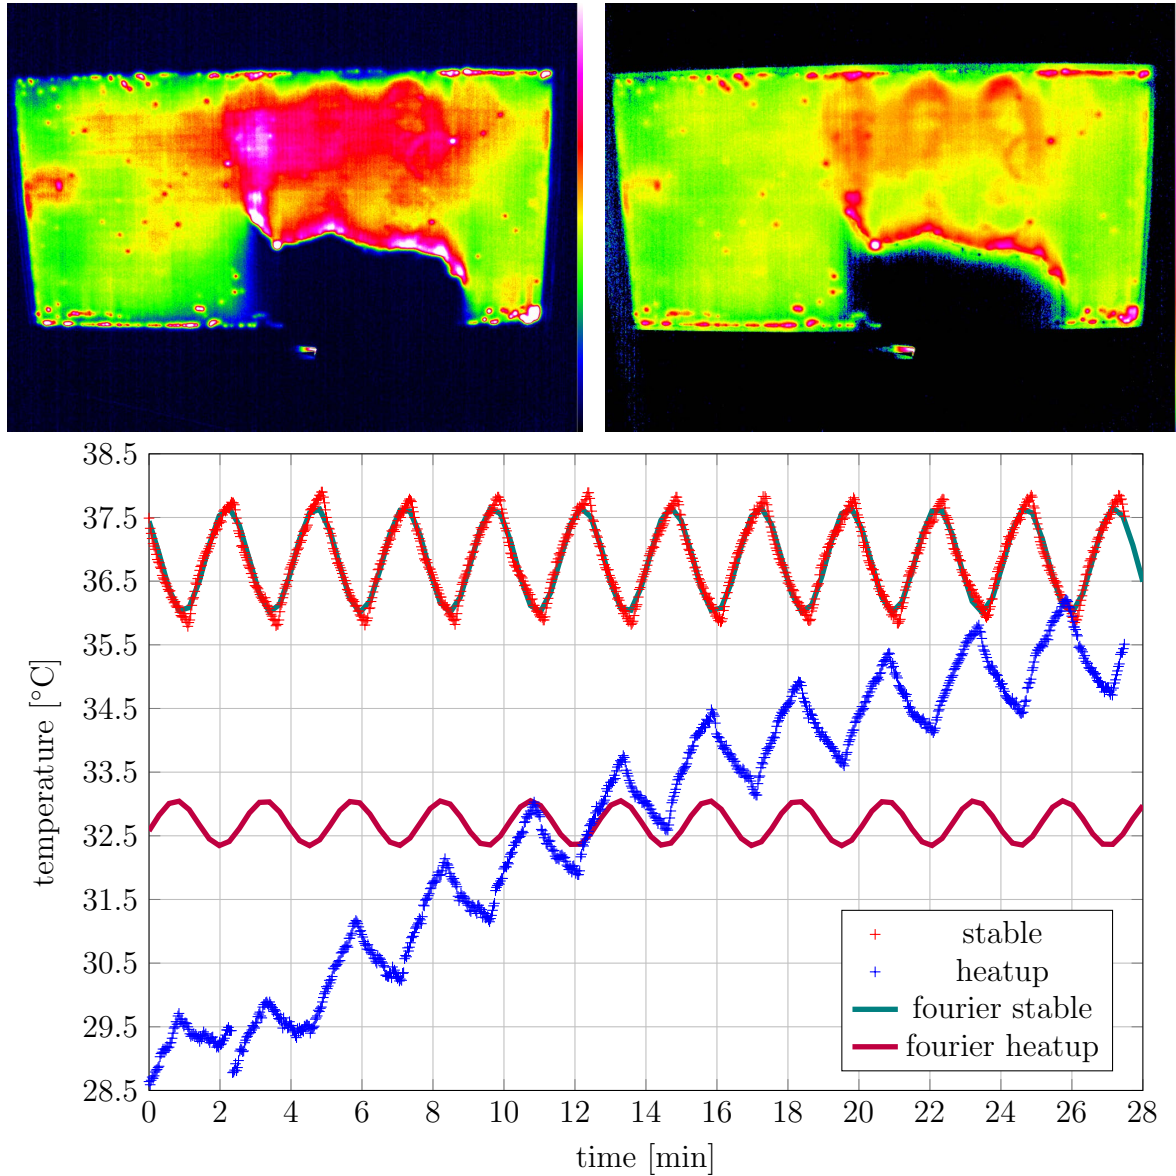 38.5
37.5
36.5
35.5
34.5
33.5
32.5
31.5
30.5
29.5
28.5
temperature [°C]
stable
heatup
fourier stable
fourier heatup
0 2 4 6 8 10 12 14 16 18 20 22 24 26 28
time [min]